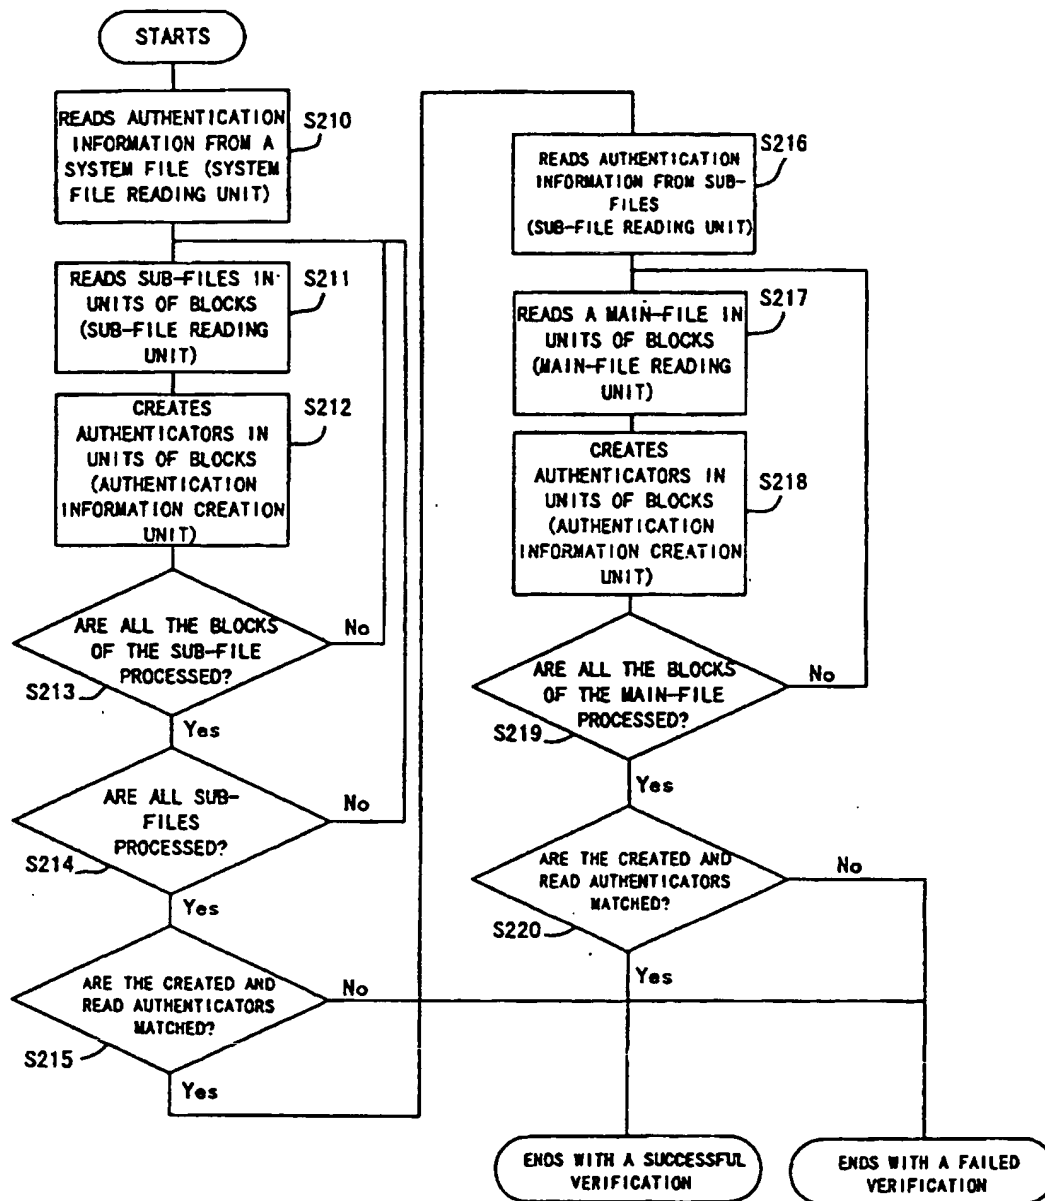 STARTS
READS AUTHENTICATION
INFORMATION FROM A
SYSTEM FILE (SYSTEM
FILE READING UNIT)
S210
READS SUB-FILES IN
UNITS OF BLOCKS
(SUB-FILE READING
UNIT)
S211
CREATES
AUTHENTICATORS IN
UNITS OF BLOCKS
(AUTHENTICATION
INFORMATION CREATION
UNIT)
S212
ARE ALL THE BLOCKS
OF THE SUB-FILE
PROCESSED?
No
S213
Yes
ARE ALL SUB-
FILES
PROCESSED?
No
S214
Yes
ARE THE CREATED AND
READ AUTHENTICATORS
MATCHED?
No
S215
Yes
READS AUTHENTICATION
INFORMATION FROM SUB-
FILES
(SUB-FILE READING UNIT)
S216
READS A MAIN-FILE IN
UNITS OF BLOCKS
(MAIN-FILE READING
UNIT)
S217
CREATES
AUTHENTICATORS IN
UNITS OF BLOCKS
(AUTHENTICATION
INFORMATION CREATION
UNIT)
S218
ARE ALL THE BLOCKS
OF THE MAIN-FILE
PROCESSED?
No
S219
Yes
ARE THE CREATED AND
READ AUTHENTICATORS
MATCHED?
No
S220
Yes
ENDS WITH A SUCCESSFUL
VERIFICATION
ENDS WITH A FAILED
VERIFICATION